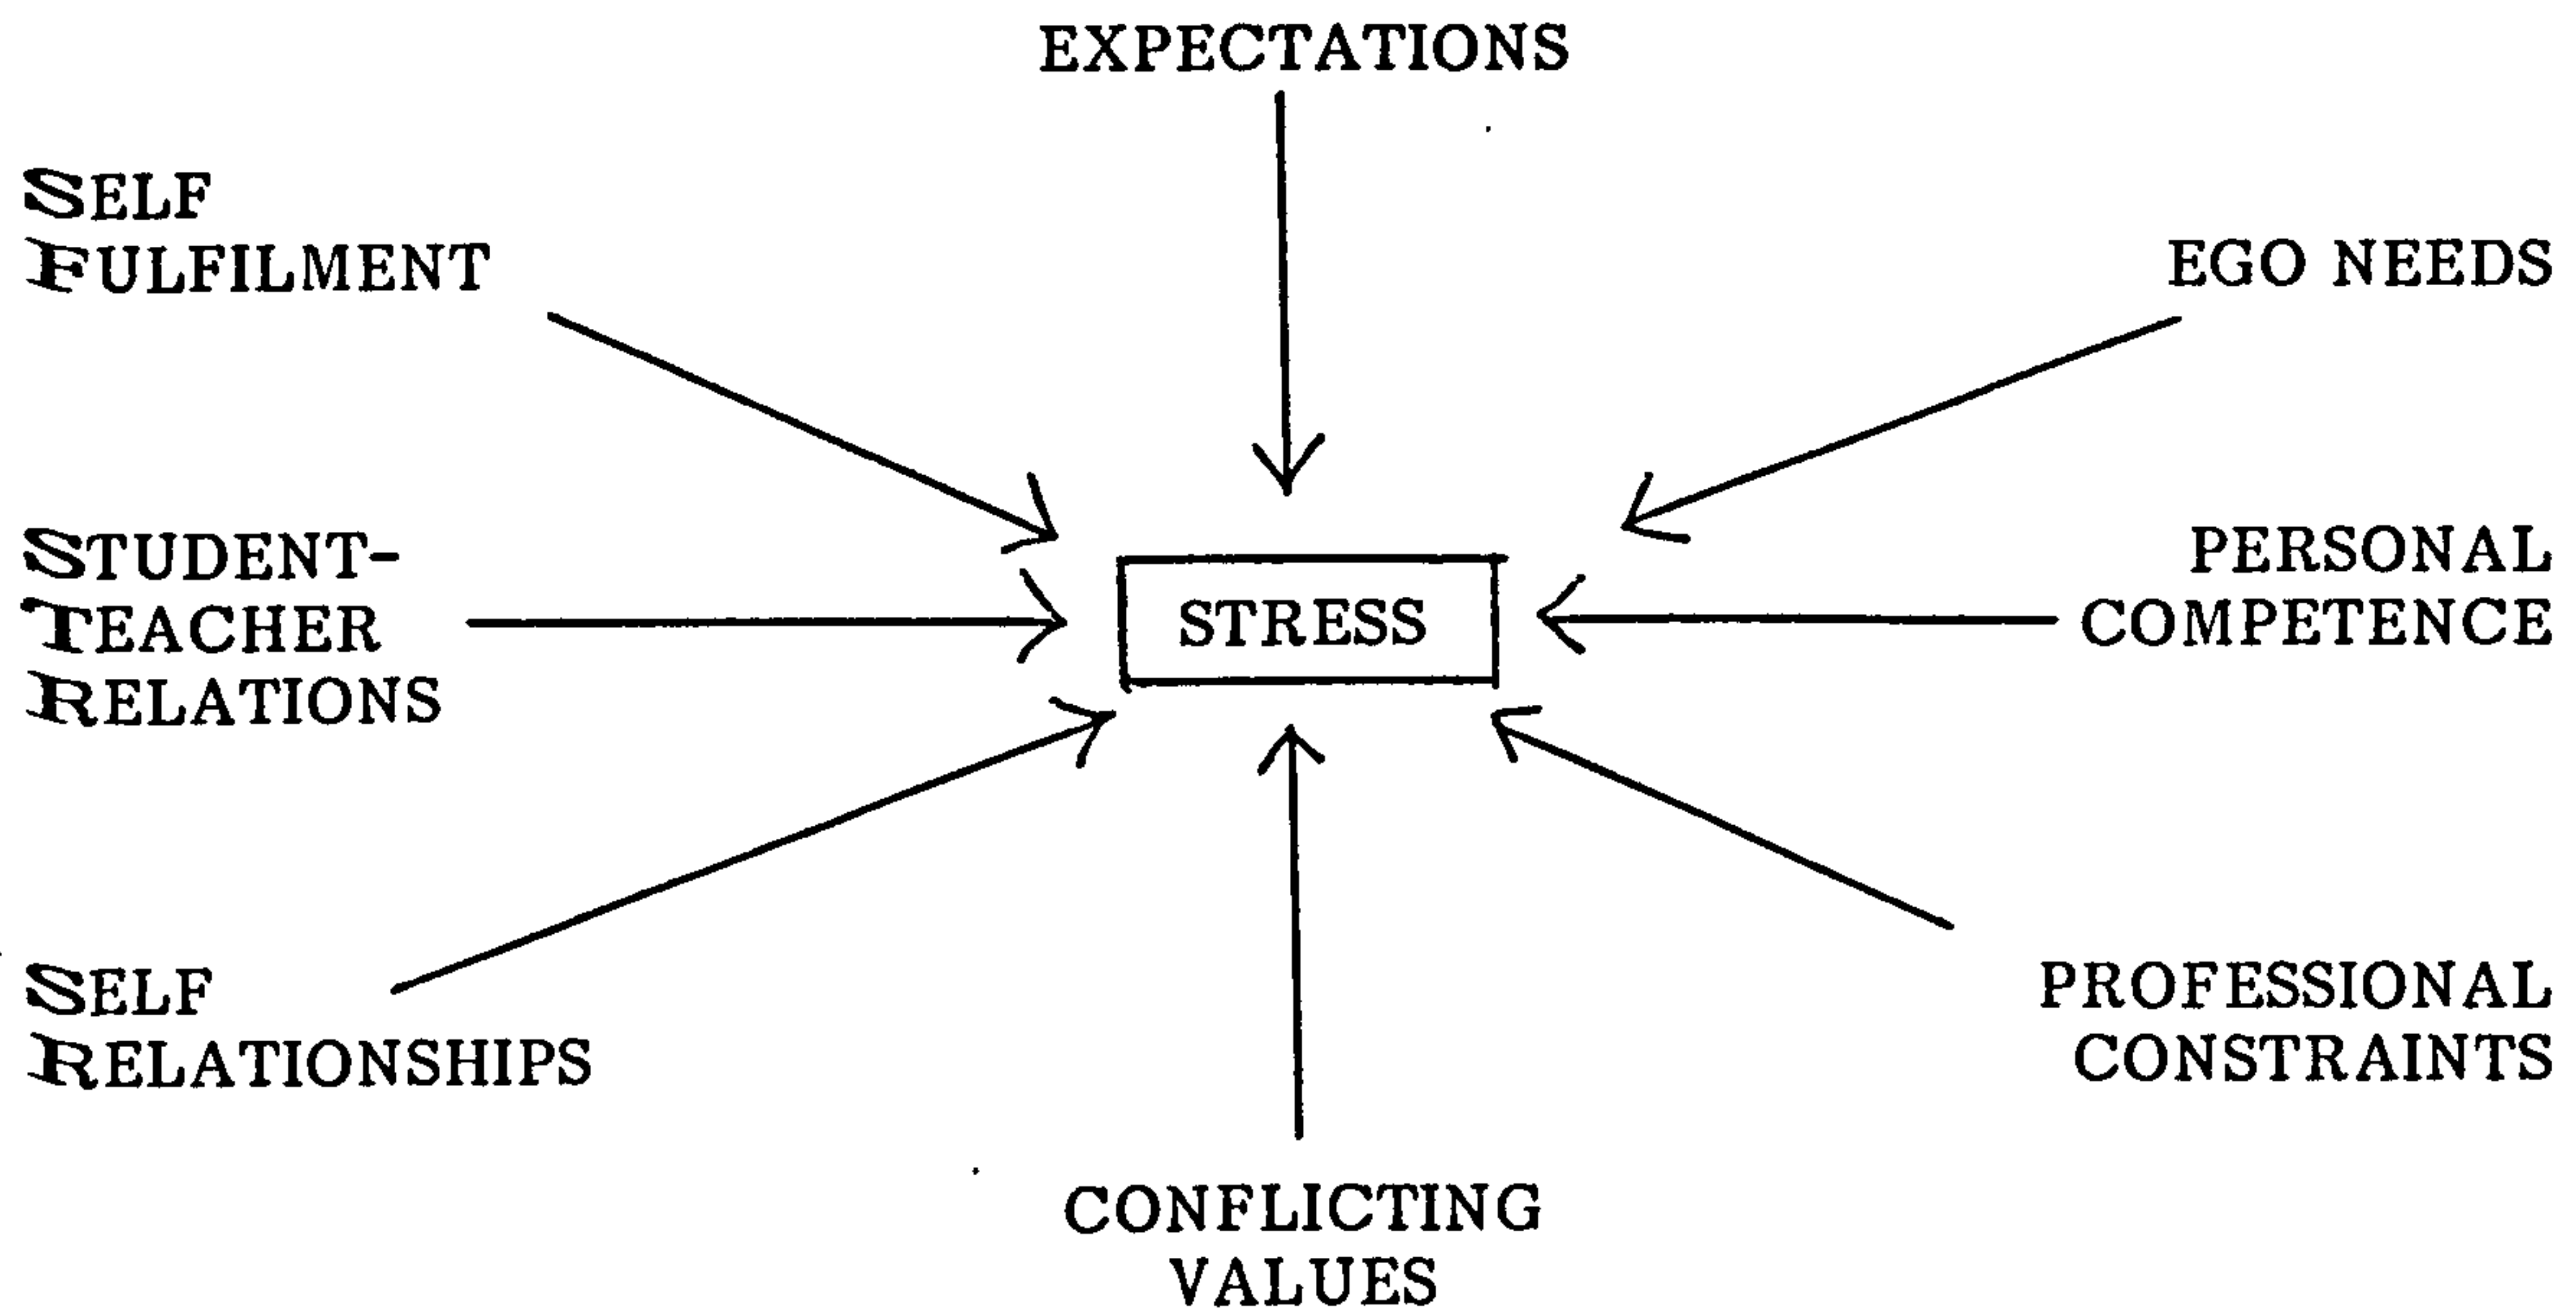 EXPECTATIONS
SELF
FULFILMENT
EGO NEEDS
STUDENT-
TEACHER
RELATIONS
STRESS
PERSONAL
COMPETENCE
SELF
RELATIONSHIPS
PROFESSIONAL
CONSTRAINTS
CONFLICTING
VALUES